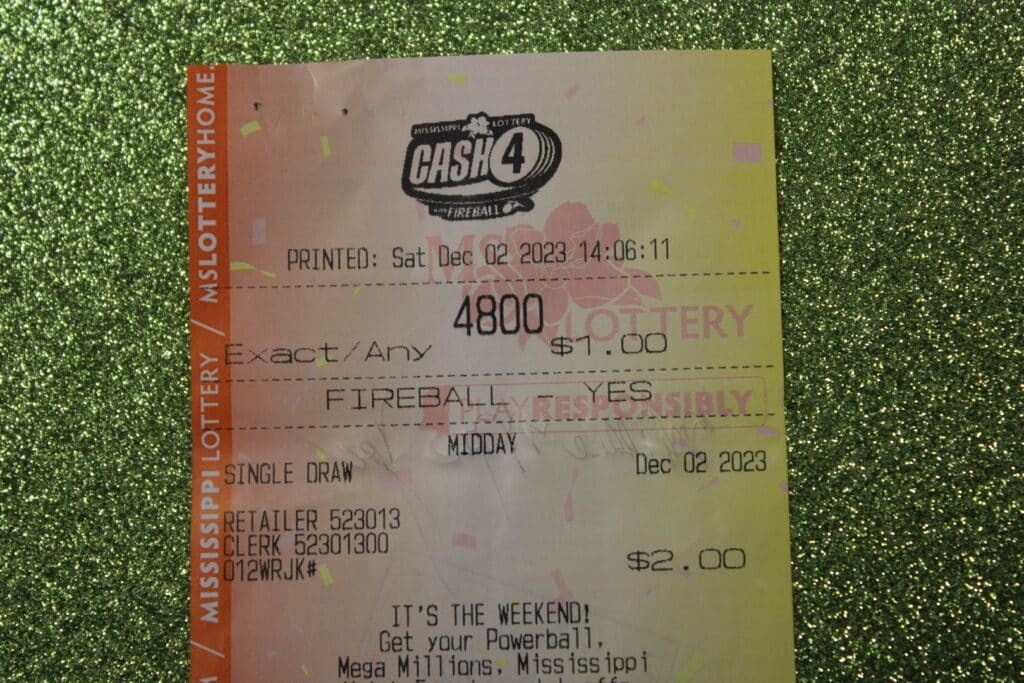 MISSISSIPPI LOTTERY
CASH 4
FIREBALL
PRINTED: Sat Dec 02 2023 14:06:11
MS
LOTTERY
4800
Exact/Any $1.00
FIREBALL - YES
PLAY RESPONSIBLY
MIDDAY
SINGLE DRAW Dec 02 2023
RETAILER 523013
CLERK 52301300
012WRJK#
$2.00
IT'S THE WEEKEND!
Get your Powerball,
Mega Millions, Mississippi
/ MISSISSIPPI LOTTERY / MSLOTTERYHOME.